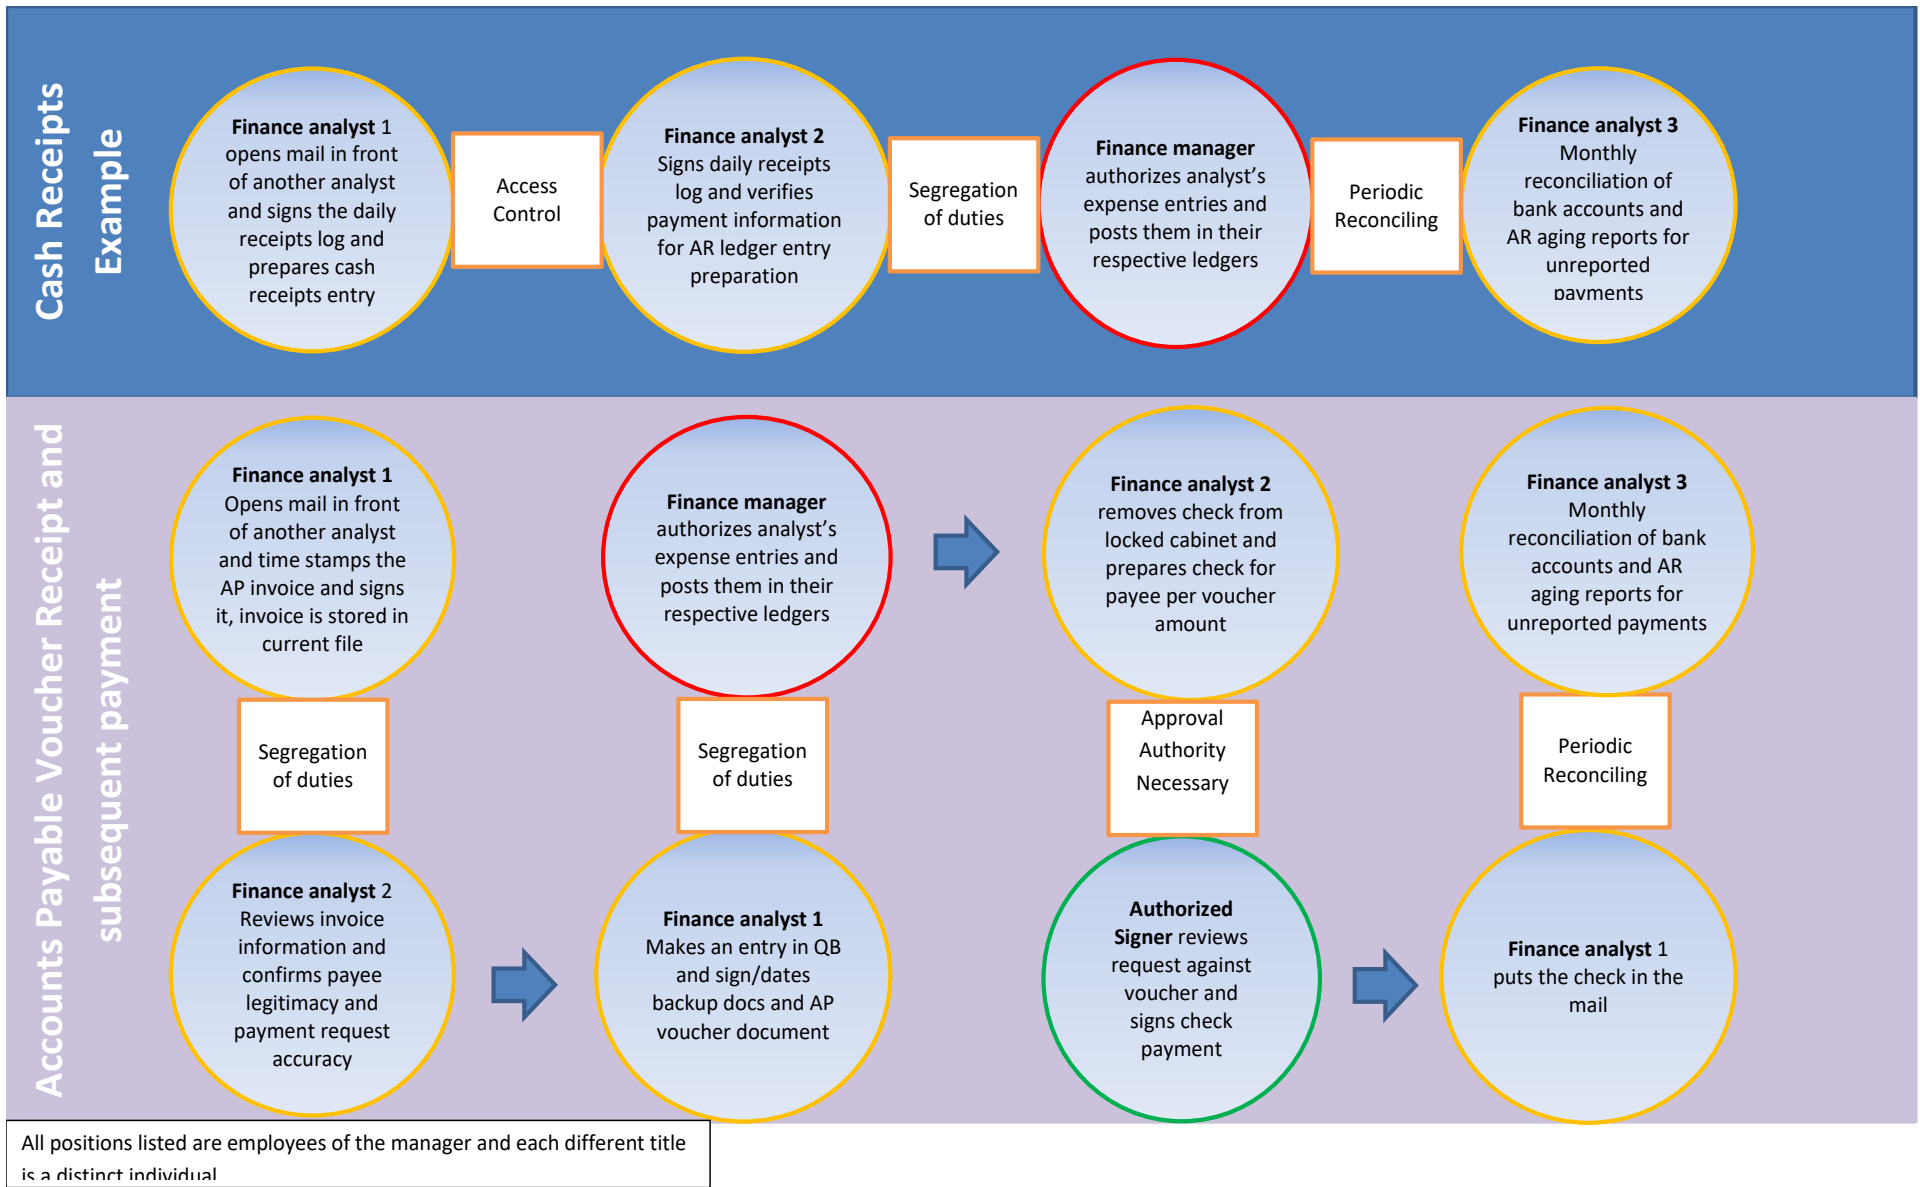 Cash Receipts
Example
Finance analyst 1
opens mail in front
of another analyst
and signs the daily
receipts log and
prepares cash
receipts entry
Access
Control
Finance analyst 2
Signs daily receipts
log and verifies
payment information
for AR ledger entry
preparation
Segregation
of duties
Finance manager
authorizes analyst’s
expense entries and
posts them in their
respective ledgers
Periodic
Reconciling
Finance analyst 3
Monthly
reconciliation of
bank accounts and
AR aging reports for
unreported
payments
Accounts Payable Voucher Receipt and
subsequent payment
Finance analyst 1
Opens mail in front
of another analyst
and time stamps the
AP invoice and signs
it, invoice is stored in
current file
Segregation
of duties
Finance analyst 2
Reviews invoice
information and
confirms payee
legitimacy and
payment request
accuracy
Finance manager
authorizes analyst’s
expense entries and
posts them in their
respective ledgers
Segregation
of duties
Finance analyst 1
Makes an entry in QB
and sign/dates
backup docs and AP
voucher document
Finance analyst 2
removes check from
locked cabinet and
prepares check for
payee per voucher
amount
Approval
Authority
Necessary
Authorized
Signer reviews
request against
voucher and
signs check
payment
Finance analyst 3
Monthly
reconciliation of bank
accounts and AR
aging reports for
unreported payments
Periodic
Reconciling
Finance analyst 1
puts the check in the
mail
All positions listed are employees of the manager and each different title
is a distinct individual